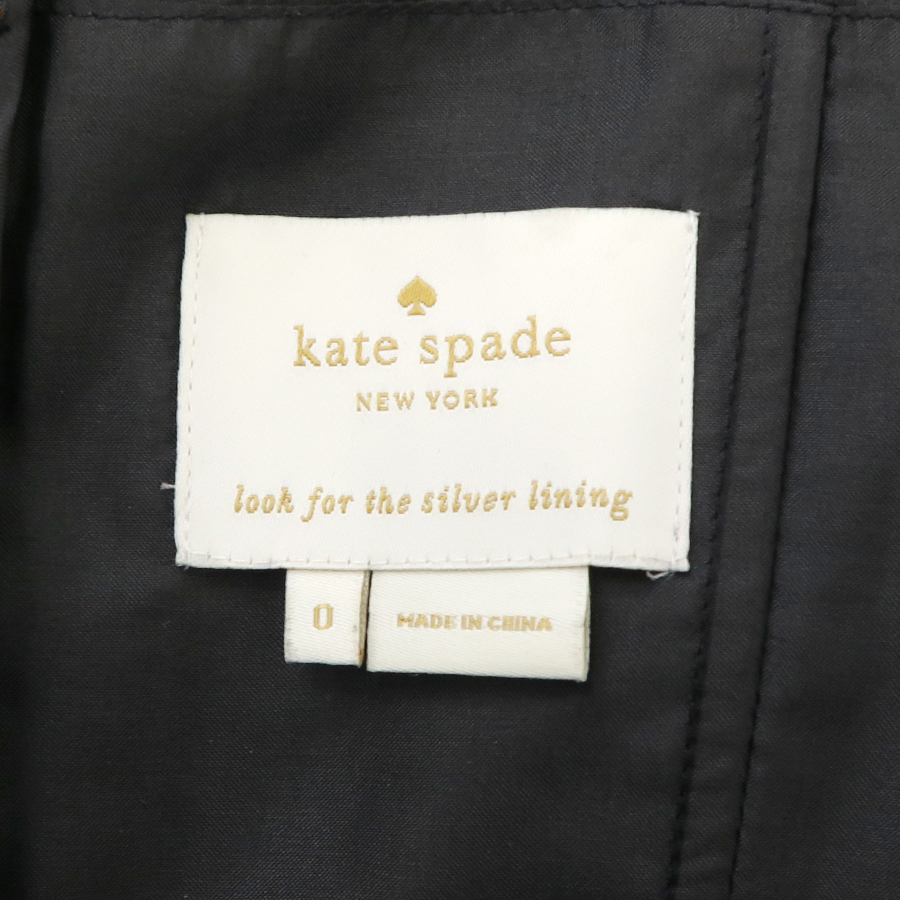 kate spade
NEW YORK
look for the silver lining
0
MADE IN CHINA